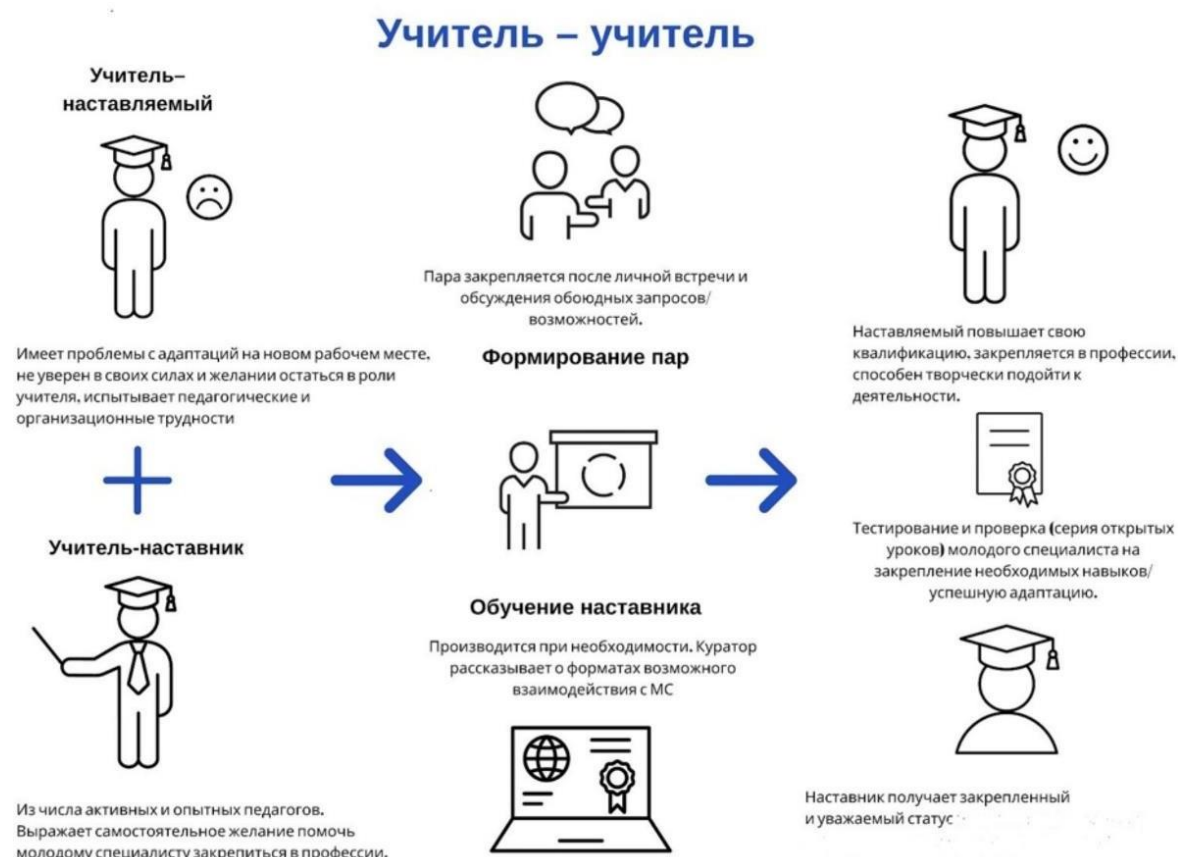 Учитель – учитель
Учитель–
наставляемый
Имеет проблемы с адаптаций на новом рабочем месте,
не уверен в своих силах и желании остаться в роли
учителя, испытывает педагогические и
организационные трудности
Учитель-наставник
Из числа активных и опытных педагогов.
Выражает самостоятельное желание помочь
молодому специалисту закрепиться в профессии.
Пара закрепляется после личной встречи и
обсуждения обоюдных запросов/
возможностей.
Формирование пар
Обучение наставника
Производится при необходимости. Куратор
рассказывает о форматах возможного
взаимодействия с МС
Наставляемый повышает свою
квалификацию, закрепляется в профессии,
способен творчески подойти к
деятельности.
Тестирование и проверка (серия открытых
уроков) молодого специалиста на
закрепление необходимых навыков/
успешную адаптацию.
Наставник получает закрепленный
и уважаемый статус